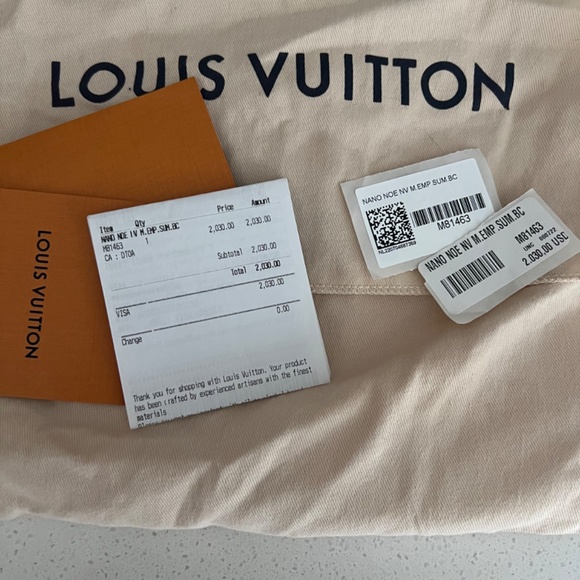 LOUIS VUITTON
LOUIS VUITTON
Item Qty Price Amount
NANO NOE NV M.EMP.SUM.BC
M81463 1 2,030.00 2,030.00
CA : DTOA
Subtotal 2,030.00
Total 2,030.00
2,030.00
VISA
Change 0.00
Thank you for shopping with Louis Vuitton. Your product
has been crafted by experienced artisans with the finest
materials
NANO NOE NV M.EMP.SUM.BC
M81463
NANO NOE NV M.EMP.SUM.BC
M81463
2,030.00 USD